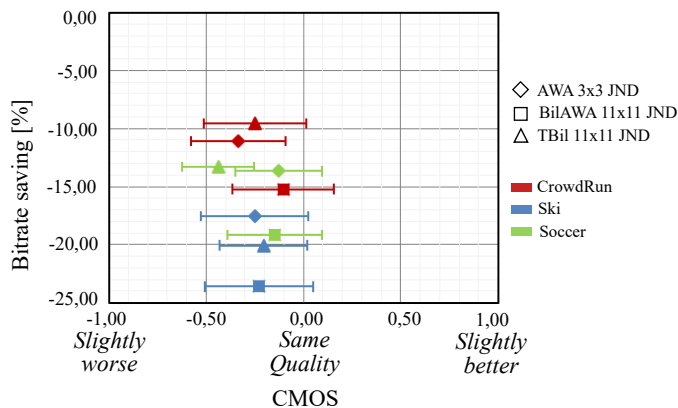 0,00
-5,00
-10,00
-15,00
-20,00
-25,00
Bitrate saving [%]
-1,00
-0,50
0,00
0,50
1,00
Slightly
worse
Same
Quality
Slightly
better
CMOS
AWA 3x3 JND
BilAWA 11x11 JND
TBil 11x11 JND
CrowdRun
Ski
Soccer